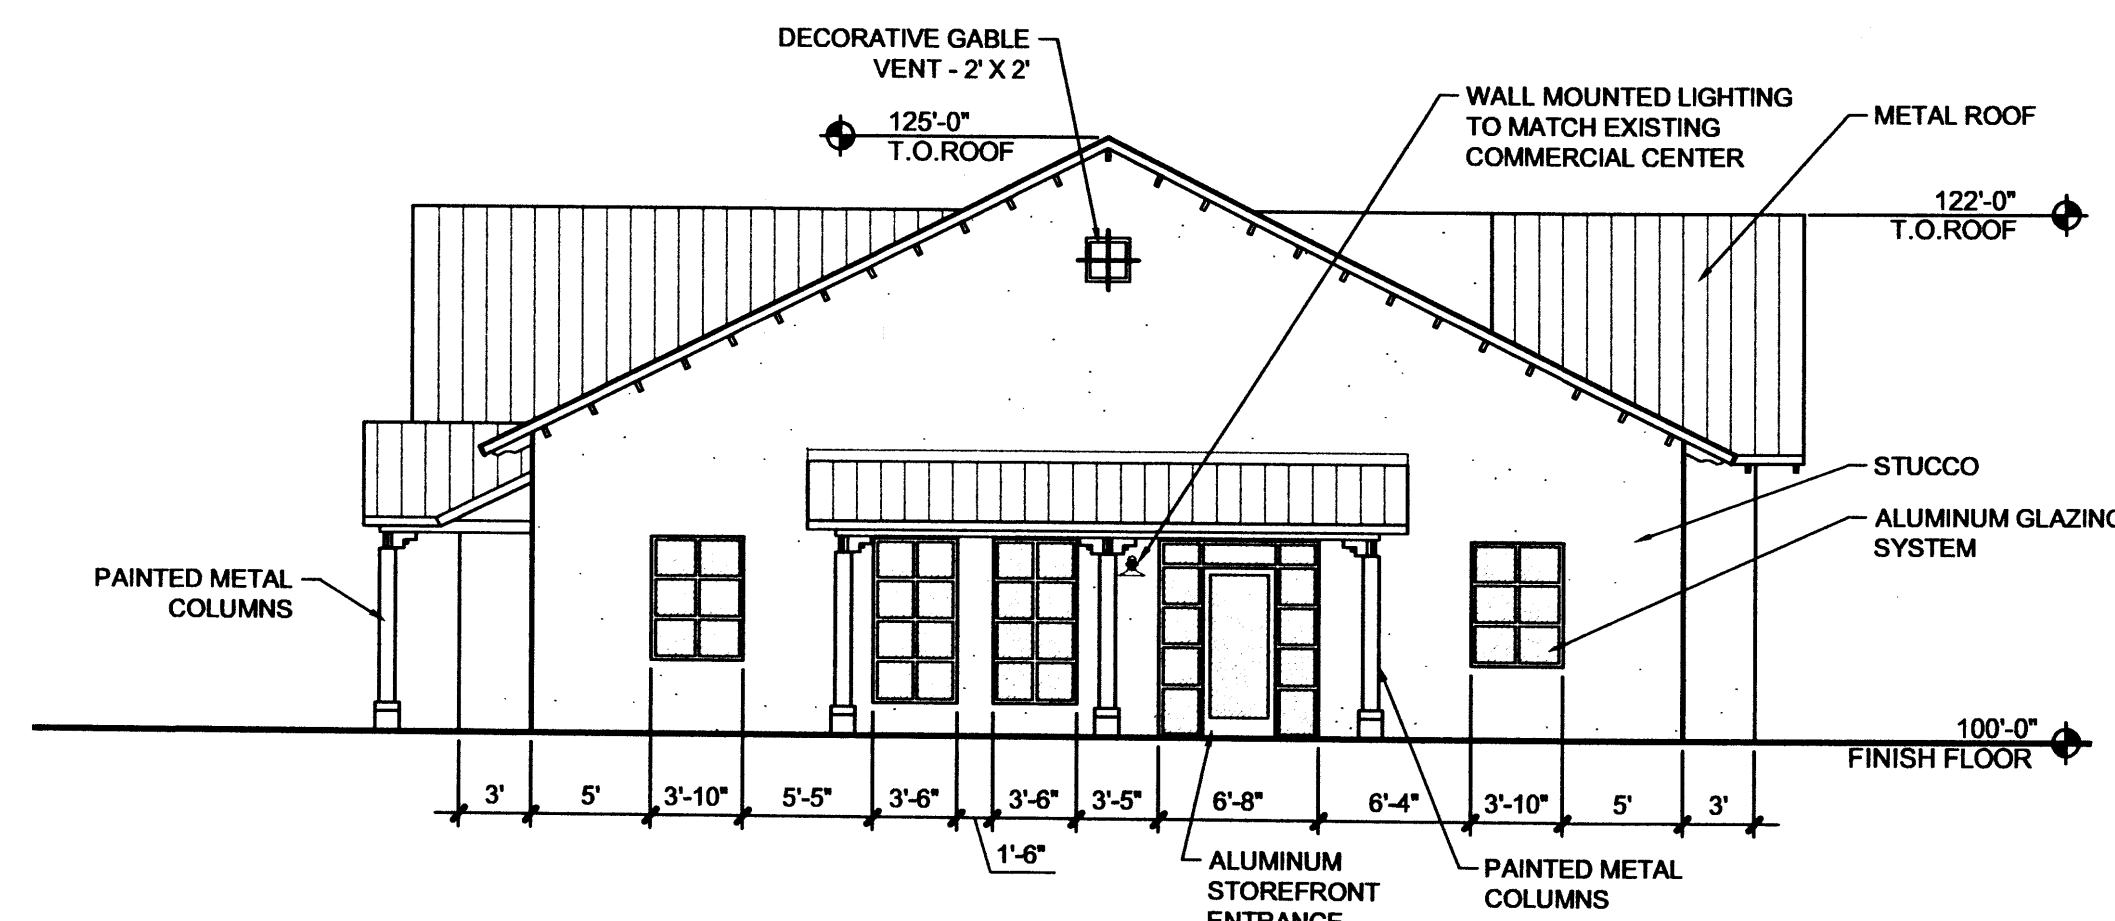 DECORATIVE GABLE
VENT - 2' X 2'
125'-0"
T.O.ROOF
WALL MOUNTED LIGHTING
TO MATCH EXISTING
COMMERCIAL CENTER
METAL ROOF
122'-0"
T.O.ROOF
STUCCO
ALUMINUM GLAZING
SYSTEM
PAINTED METAL
COLUMNS
100'-0"
FINISH FLOOR
3'
5'
3'-10"
5'-5"
3'-6"
3'-6"
3'-5"
6'-8"
6'-4"
3'-10"
5'
3'
1'-6"
ALUMINUM
STOREFRONT
ENTRANCE
PAINTED METAL
COLUMNS